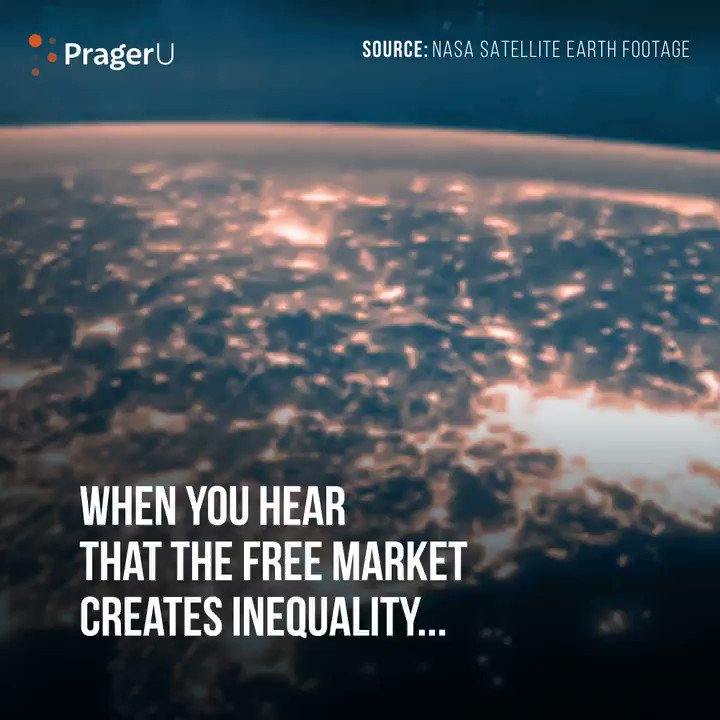 PragerU
SOURCE: NASA SATELLITE EARTH FOOTAGE
WHEN YOU HEAR
THAT THE FREE MARKET
CREATES INEQUALITY...